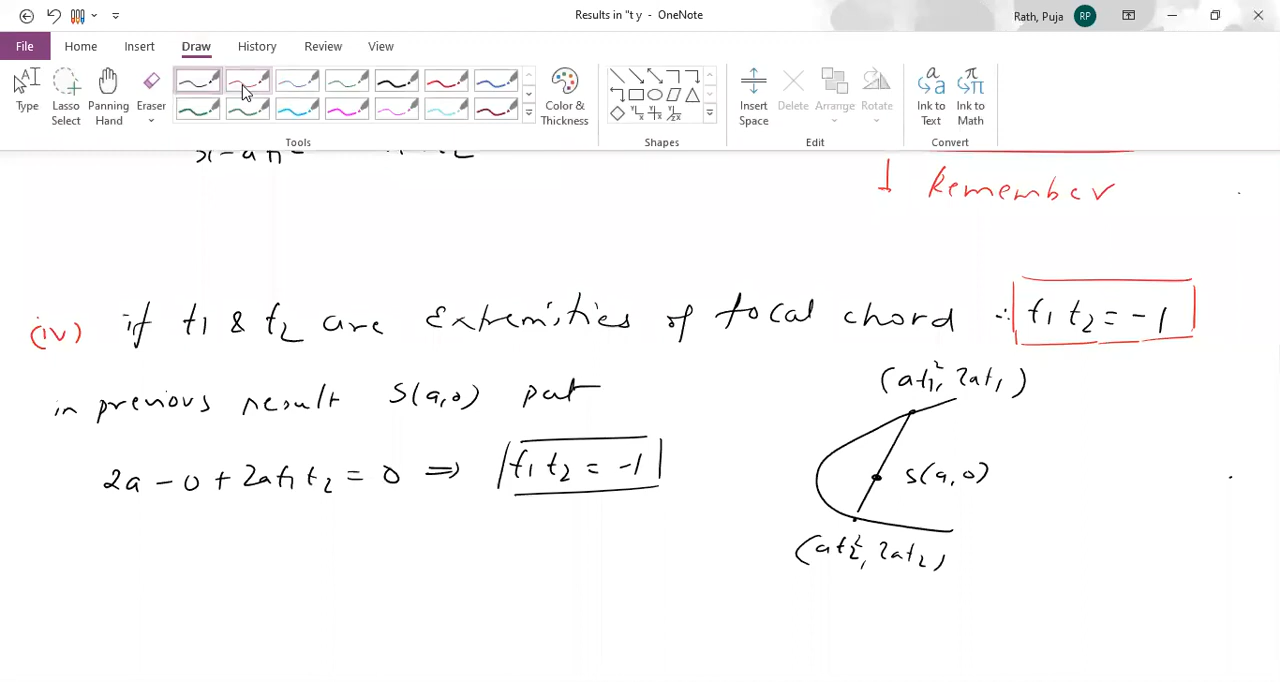 Results in "t y - OneNote
Rath, Puja RP
File Home Insert Draw History Review View
Type Lasso Select Panning Hand Eraser Color & Thickness Insert Space Delete Arrange Rotate Ink to Text Ink to Math
Tools Shapes Edit Convert
Remember
(iv) if t1 & t2 are Extremities of focal chord ∴ t1 t2 = -1
in previous result S(a,0) put
(at1², 2at1)
2a - 0 + 2at1 t2 = 0 ⇒ t1 t2 = -1
S(a,0)
(at2², 2at2)